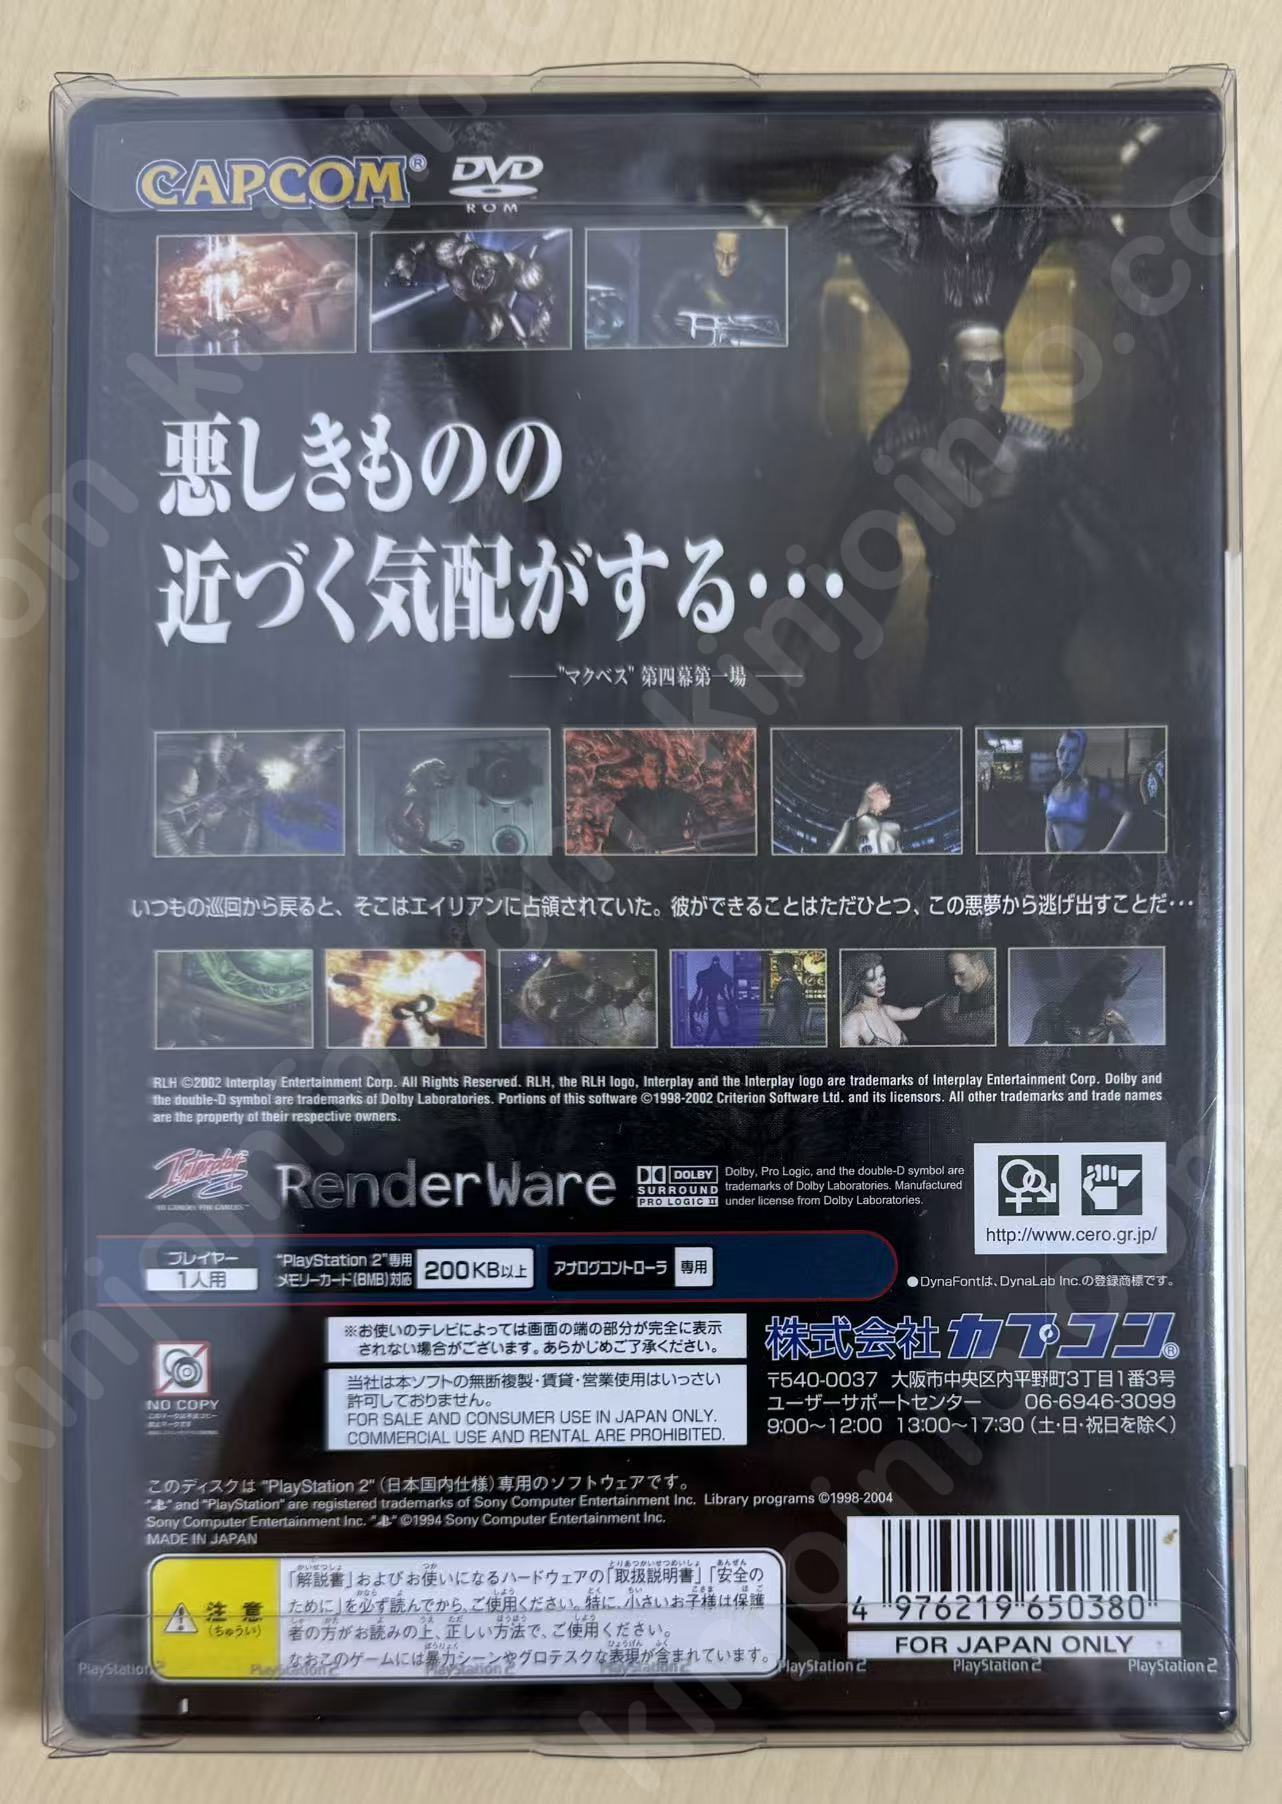 CAPCOM®
DVD
ROM
悪しきものの
近づく気配がする・・・
"マクベス" 第四幕第一場
いつもの巡回から戻ると、そこはエイリアンに占領されていた。彼ができることはただひとつ、この悪夢から逃げ出すことだ・・・
RLH ©2002 Interplay Entertainment Corp. All Rights Reserved. RLH, the RLH logo, Interplay and the Interplay logo are trademarks of Interplay Entertainment Corp. Dolby and
the double-D symbol are trademarks of Dolby Laboratories. Portions of this software ©1998-2002 Criterion Software Ltd. and its licensors. All other trademarks and trade names
are the property of their respective owners.
Interplay
BY GAMERS. FOR GAMERS.™
RenderWare
DOLBY
SURROUND
PRO LOGIC II
Dolby, Pro Logic, and the double-D symbol are
trademarks of Dolby Laboratories. Manufactured
under license from Dolby Laboratories.
http://www.cero.gr.jp/
プレイヤー
1人用
"PlayStation 2"専用
メモリーカード(8MB)対応
200KB以上
アナログコントローラ
専用
●DynaFontは、DynaLab Inc.の登録商標です。
※お使いのテレビによっては画面の端の部分が完全に表示
されない場合がございます。あらかじめご了承ください。
当社は本ソフトの無断複製・賃貸・営業使用はいっさい
許可しておりません。
FOR SALE AND CONSUMER USE IN JAPAN ONLY.
COMMERCIAL USE AND RENTAL ARE PROHIBITED.
NO COPY
株式会社カプコン®
〒540-0037 大阪市中央区内平野町3丁目1番3号
ユーザーサポートセンター 06-6946-3099
9:00〜12:00 13:00〜17:30（土・日・祝日を除く）
このディスクは "PlayStation 2"（日本国内仕様）専用のソフトウェアです。
" " and "PlayStation" are registered trademarks of Sony Computer Entertainment Inc. Library programs ©1998-2004
Sony Computer Entertainment Inc. " " ©1994 Sony Computer Entertainment Inc.
MADE IN JAPAN
注意
(ちゅうい)
「解説書」およびお使いになるハードウェアの「取扱説明書」「安全の
ために」を必ず読んでから、ご使用ください。特に、小さいお子様は保護
者の方がお読みの上、正しい方法で、ご使用ください。
なおこのゲームには暴力シーンやグロテスクな表現が含まれています。
4 976219 650380
FOR JAPAN ONLY
PlayStation 2 PlayStation 2 PlayStation 2 PlayStation 2 PlayStation 2 PlayStation 2 PlayStation 2
kinjoinfo.com